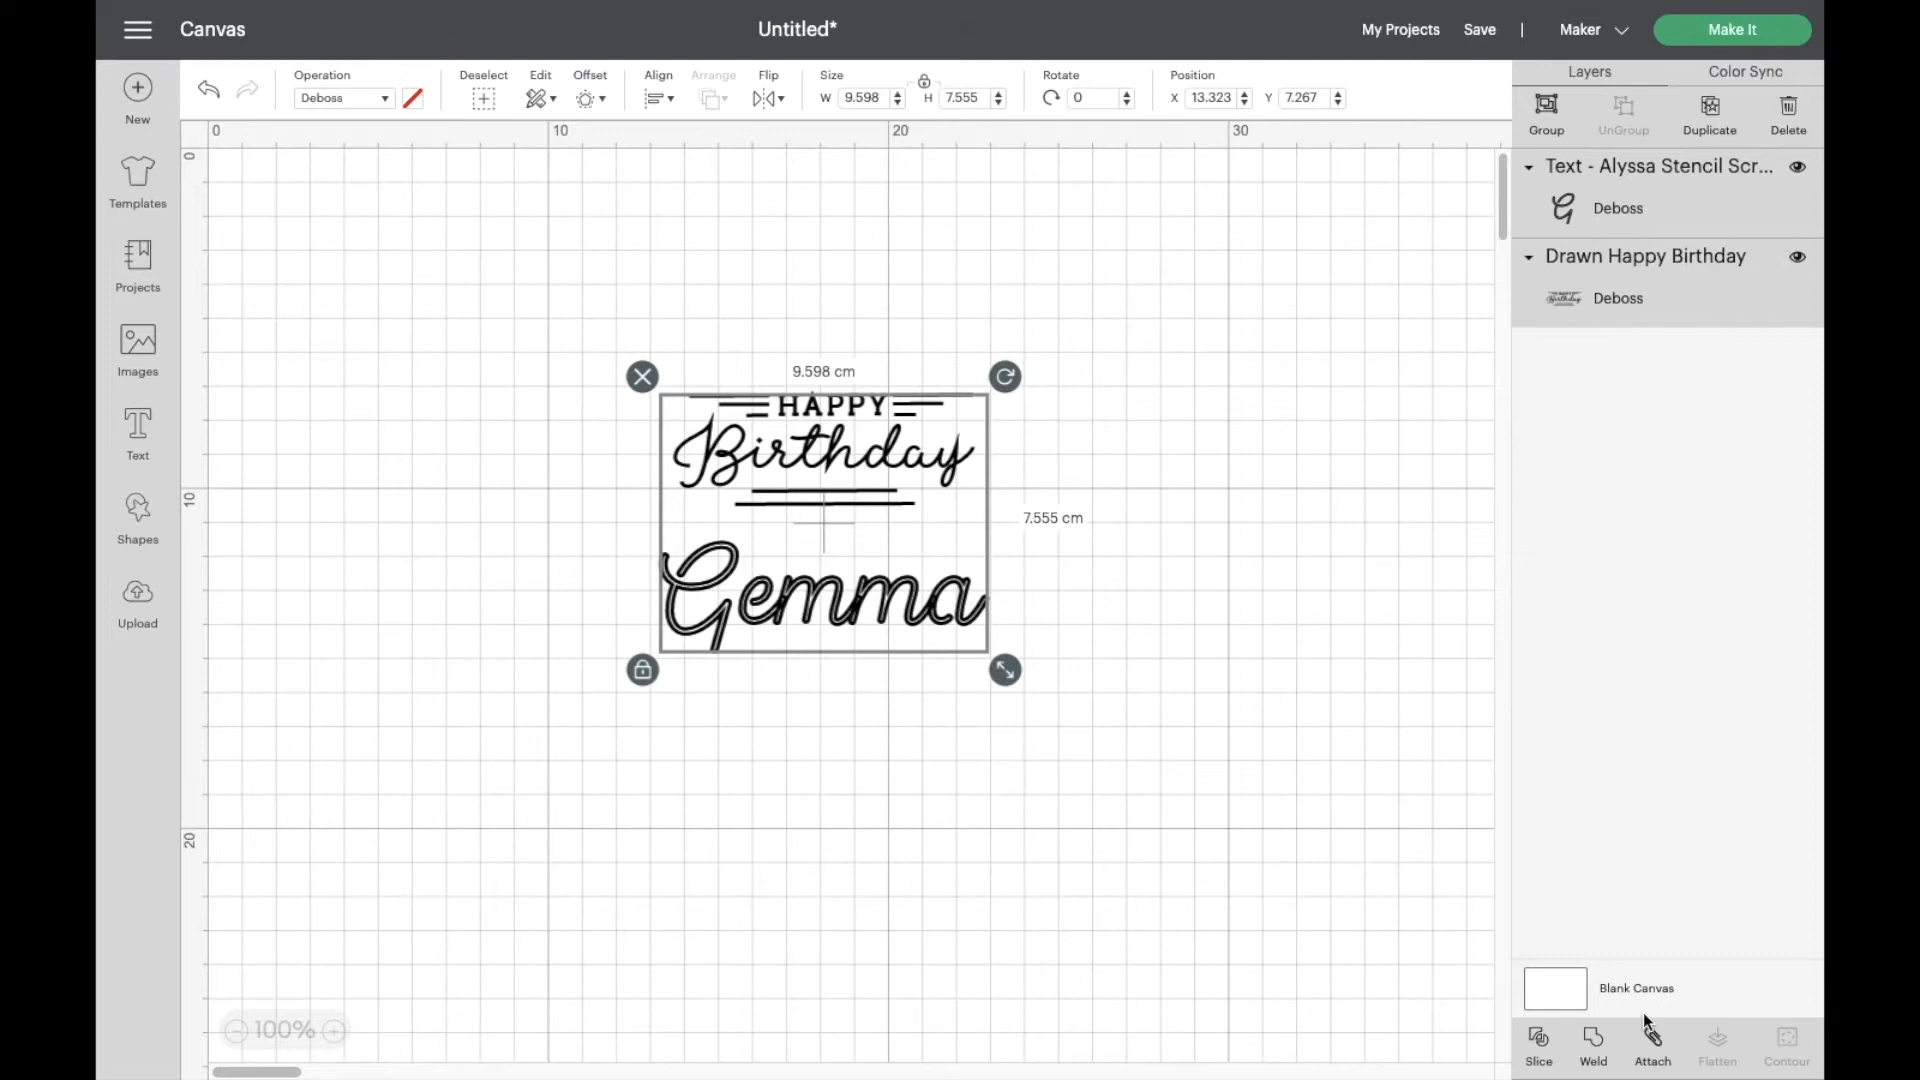 Canvas
Untitled*
My Projects
Save
|
Maker
Make It
Operation
Deboss
Deselect
Edit
Offset
Align
Arrange
Flip
Size
W 9.598
H 7.555
Rotate
0
Position
X 13.323
Y 7.267
Layers
Color Sync
Group
UnGroup
Duplicate
Delete
New
Templates
Projects
Images
Text
Shapes
Upload
0
10
20
30
0
10
20
9.598 cm
HAPPY
Birthday
7.555 cm
Gemma
Text - Alyssa Stencil Scr...
G
Deboss
Drawn Happy Birthday
Birthday
Deboss
Blank Canvas
100%
Slice
Weld
Attach
Flatten
Contour